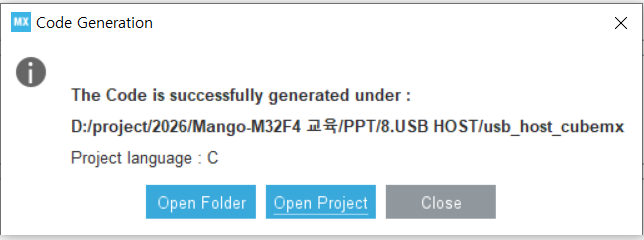 MX Code Generation
The Code is successfully generated under :
D:/project/2026/Mango-M32F4 교육/PPT/8.USB HOST/usb_host_cubemx
Project language : C
Open Folder Open Project Close